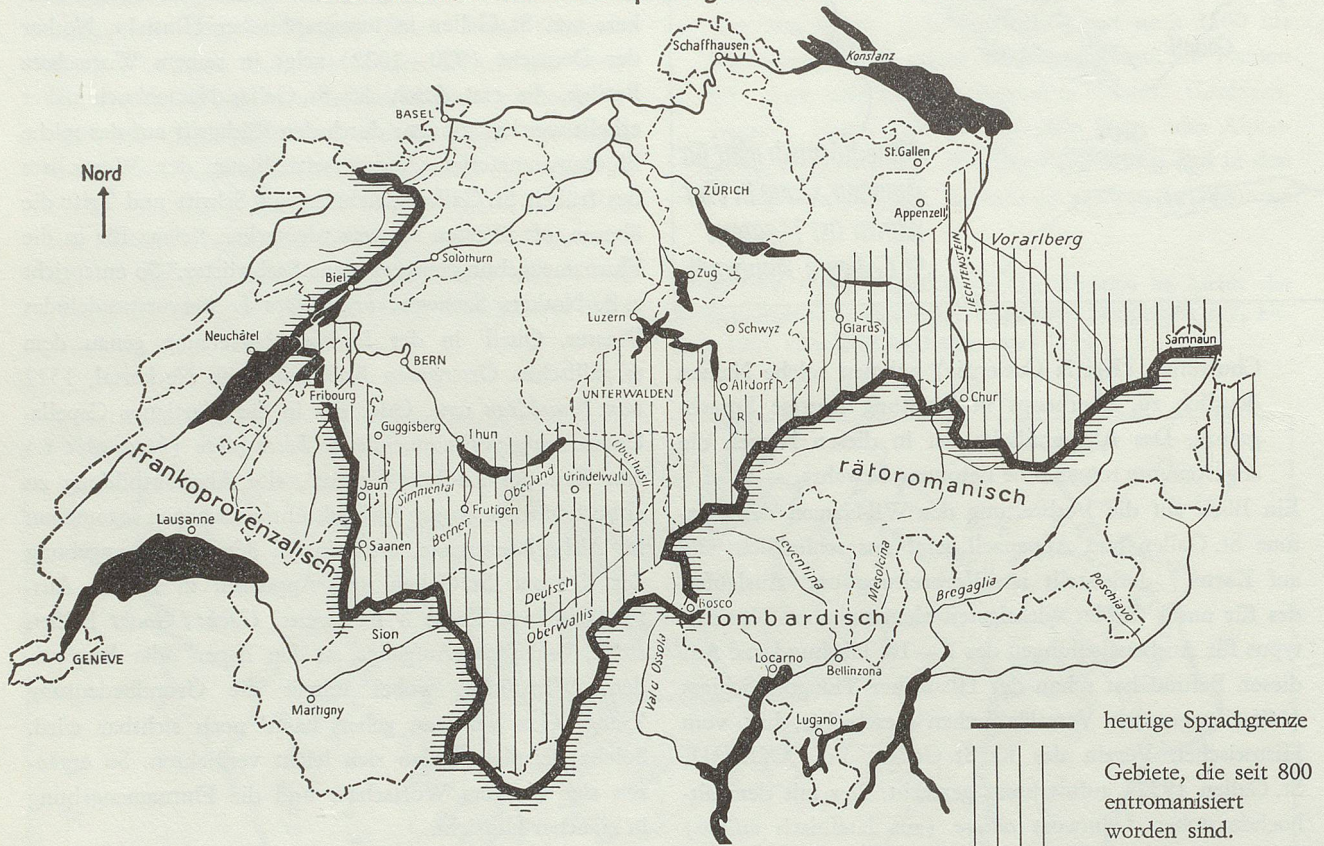 Schaffhausen
Konstanz
BASEL
St.Gallen
Nord
ZÜRICH
Appenzell
Vorarlberg
LIECHTENSTEIN
Solothurn
Zug
Biel
Luzern
Schwyz
Glarus
Samnaun
Neuchâtel
BERN
Altdorf
UNTERWALDEN
URI
Chur
Fribourg
Guggisberg
Thun
Oberhasli
Grindelwald
Oberland
rätoromanisch
Jaun
Simmental
Frutigen
Berner
Frankoprovenzalisch
Lausanne
Saanen
Leventina
Mesolcina
Bregaglia
Poschiavo
Deutsch
Oberwallis
Bosco
lombardisch
Sion
GENÈVE
Val d'Ossola
Locarno
Bellinzona
Martigny
Lugano
heutige Sprachgrenze
Gebiete, die seit 800
entromanisiert
worden sind.